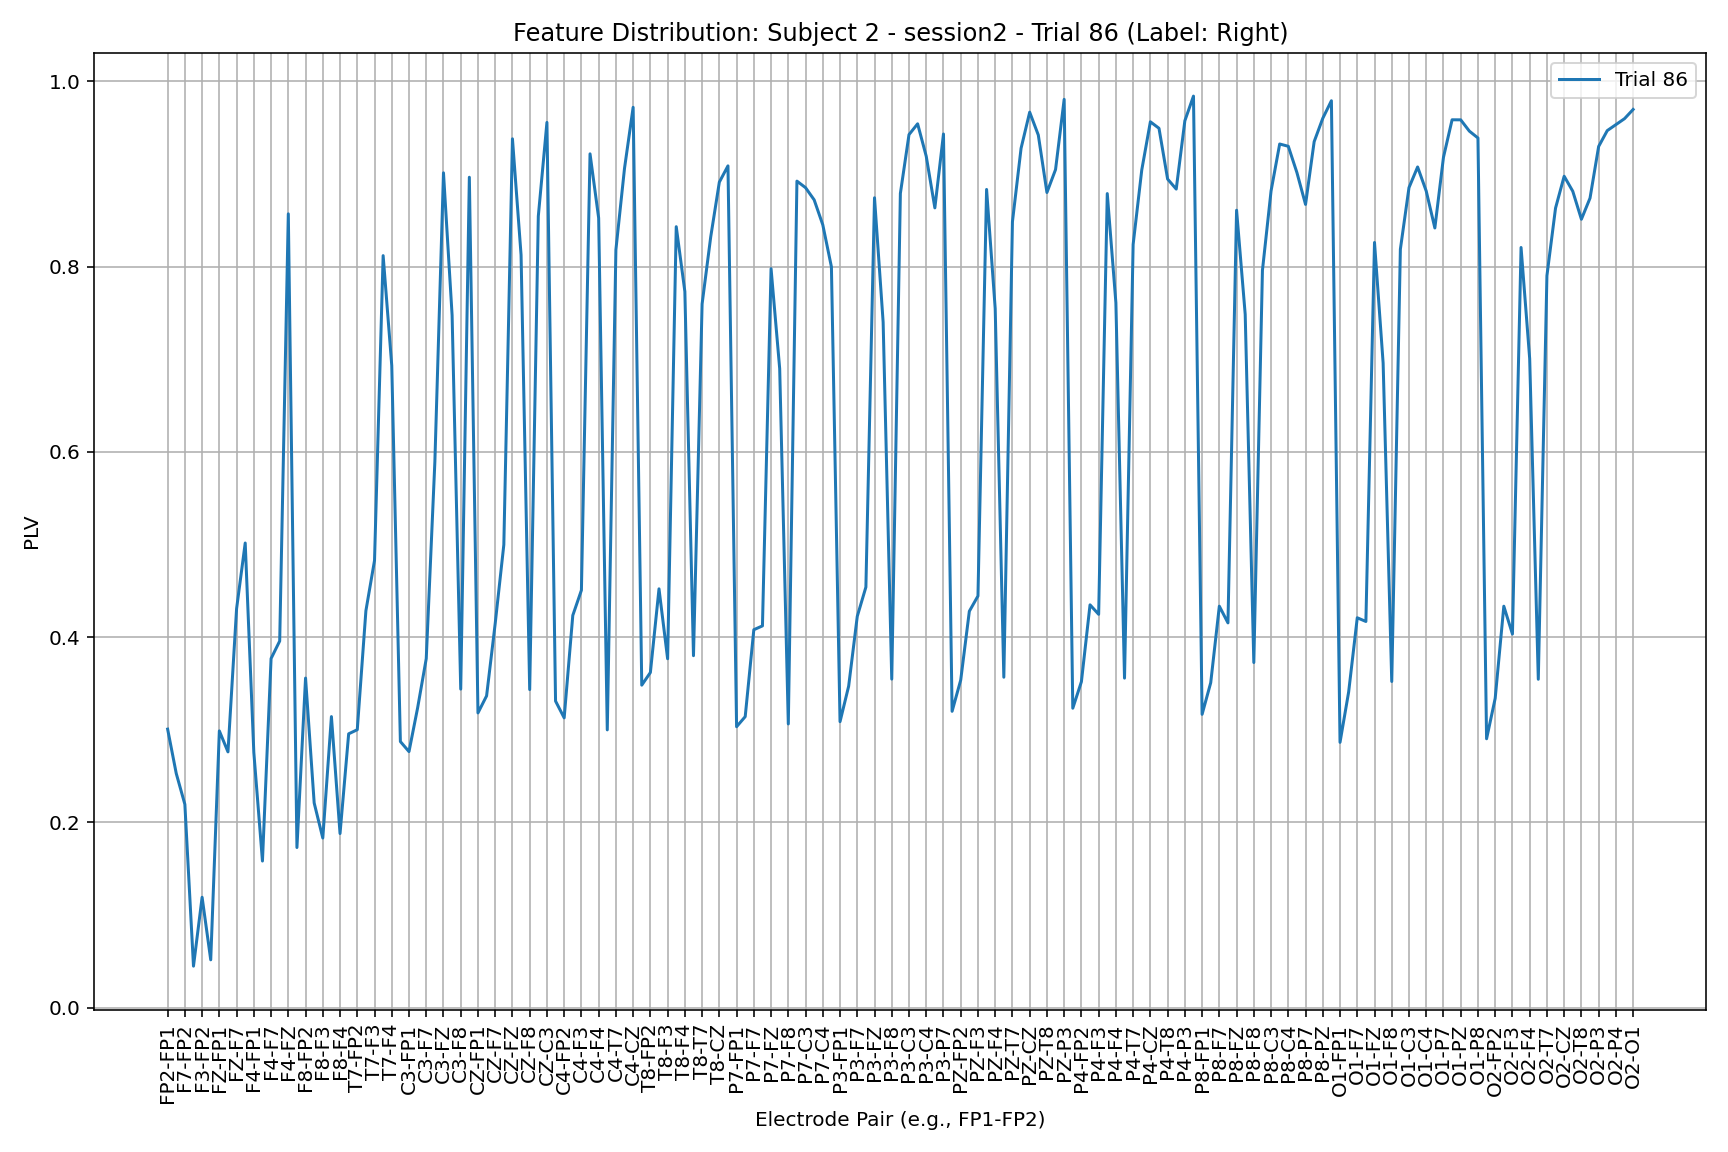 Feature Distribution: Subject 2 - session2 - Trial 86 (Label: Right)
Trial 86
1.0
0.8
0.6
0.4
0.2
0.0
PLV
FP2-FP1
F7-FP2
F3-FP2
FZ-FP1
FZ-F7
F4-FP1
F4-F7
F4-FZ
F8-FP2
F8-F3
F8-F4
T7-FP2
T7-F3
T7-F4
C3-FP1
C3-F7
C3-FZ
C3-F8
CZ-FP1
CZ-F7
CZ-FZ
CZ-F8
CZ-C3
C4-FP2
C4-F3
C4-F4
C4-T7
C4-CZ
T8-FP2
T8-F3
T8-F4
T8-T7
T8-CZ
P7-FP1
P7-F7
P7-FZ
P7-F8
P7-C3
P7-C4
P3-FP1
P3-F7
P3-FZ
P3-F8
P3-C3
P3-C4
P3-P7
PZ-FP2
PZ-F3
PZ-F4
PZ-T7
PZ-CZ
PZ-T8
PZ-P3
P4-FP2
P4-F3
P4-F4
P4-T7
P4-CZ
P4-T8
P4-P3
P8-FP1
P8-F7
P8-FZ
P8-F8
P8-C3
P8-C4
P8-P7
P8-PZ
O1-FP1
O1-F7
O1-FZ
O1-F8
O1-C3
O1-C4
O1-P7
O1-PZ
O1-P8
O2-FP2
O2-F3
O2-F4
O2-T7
O2-CZ
O2-T8
O2-P3
O2-P4
O2-O1
Electrode Pair (e.g., FP1-FP2)